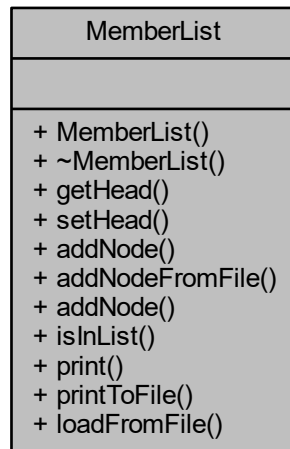 MemberList
+ MemberList()
+ ~MemberList()
+ getHead()
+ setHead()
+ addNode()
+ addNodeFromFile()
+ addNode()
+ isInList()
+ print()
+ printToFile()
+ loadFromFile()